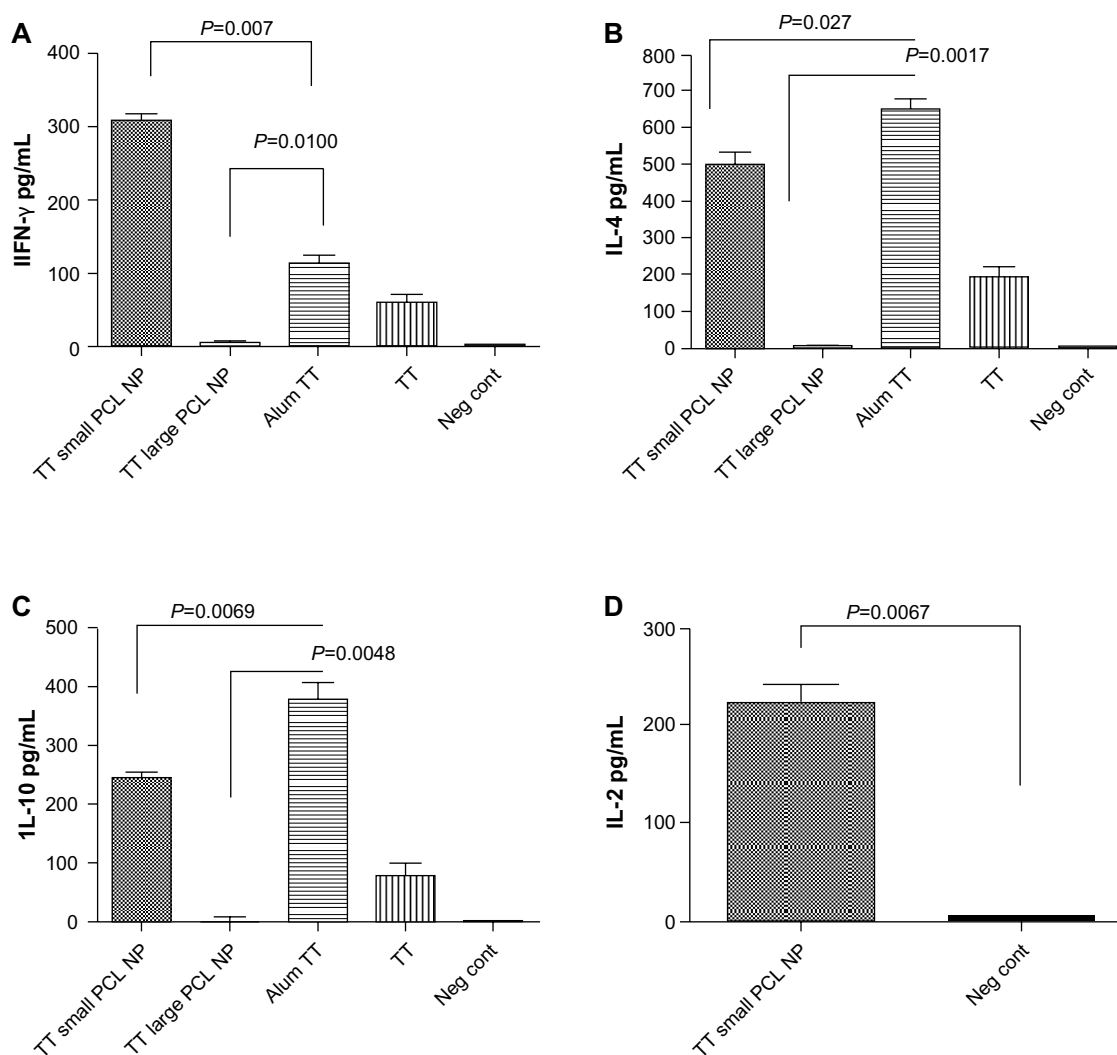 A
P=0.007
P=0.0100
IIFN-γ pg/mL
400
300
200
100
0
TT small PCL NP
TT large PCL NP
Alum TT
TT
Neg cont
B
P=0.027
P=0.0017
IL-4 pg/mL
800
700
600
500
400
300
200
100
0
TT small PCL NP
TT large PCL NP
Alum TT
TT
Neg cont
C
P=0.0069
P=0.0048
1L-10 pg/mL
500
400
300
200
100
0
TT small PCL NP
TT large PCL NP
Alum TT
TT
Neg cont
D
P=0.0067
IL-2 pg/mL
300
200
100
0
TT small PCL NP
Neg cont